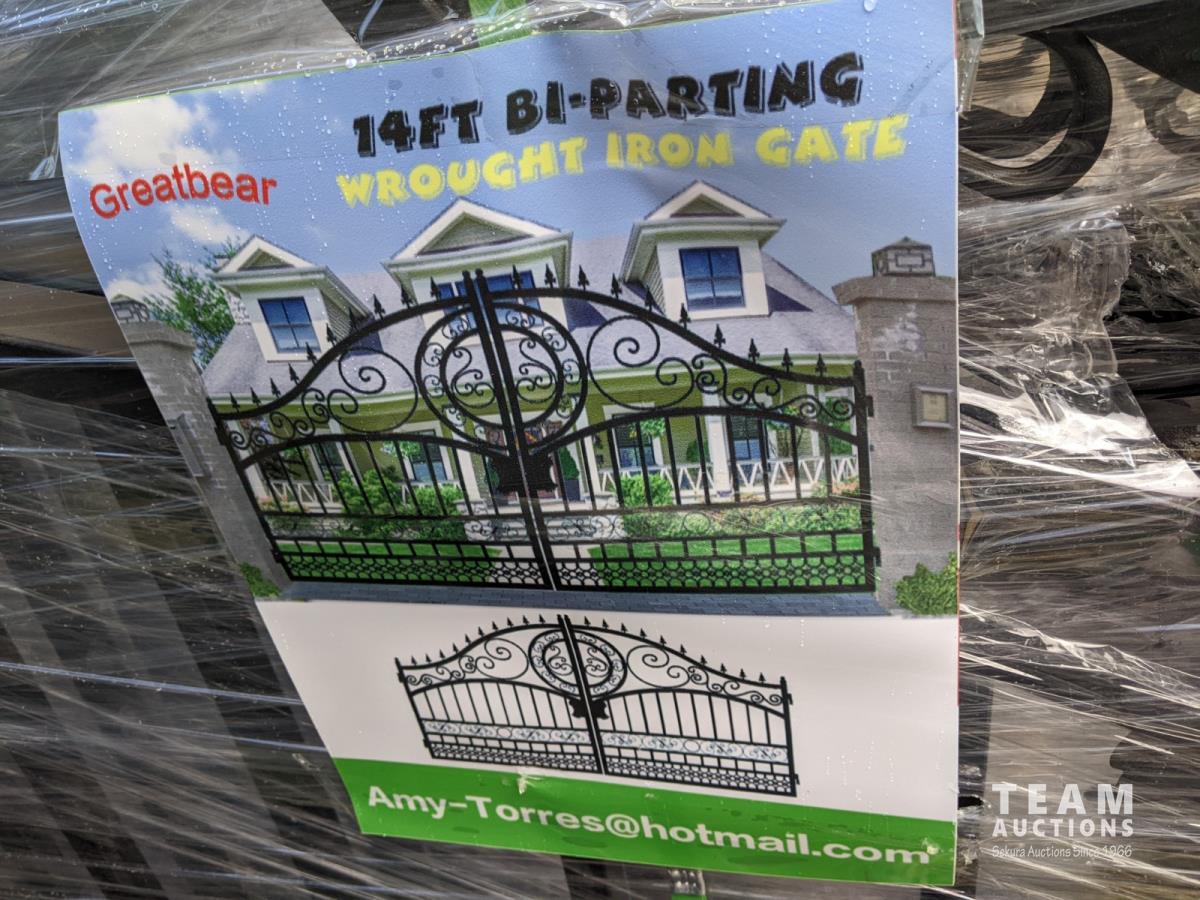 14FT BI-PARTING
WROUGHT IRON GATE
Greatbear
Amy-Torres@hotmail.com
TEAM
AUCTIONS
Sekura Auctions Since 1966